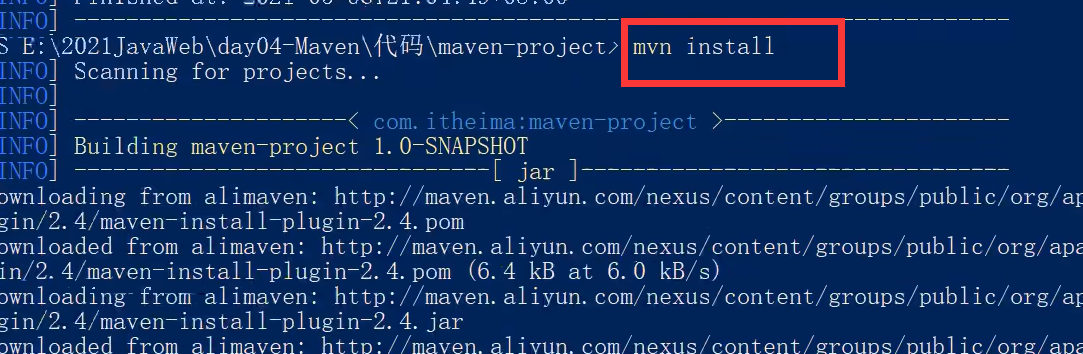 INFO] Finished at: 2021-
INFO] ------------------------------------------------------------------------
S E:\2021JavaWeb\day04-Maven\代码\maven-project> mvn install
INFO] Scanning for projects...
INFO]
INFO] ---------------------< com.itheima:maven-project >----------------------
INFO] Building maven-project 1.0-SNAPSHOT
INFO] --------------------------------[ jar ]---------------------------------
ownloading from alimaven: http://maven.aliyun.com/nexus/content/groups/public/org/ap
gin/2.4/maven-install-plugin-2.4.pom
ownloaded from alimaven: http://maven.aliyun.com/nexus/content/groups/public/org/apa
in/2.4/maven-install-plugin-2.4.pom (6.4 kB at 6.0 kB/s)
ownloading from alimaven: http://maven.aliyun.com/nexus/content/groups/public/org/ap
gin/2.4/maven-install-plugin-2.4.jar
ownloaded from alimaven: http://maven.aliyun.com/nexus/content/groups/public/org/apa